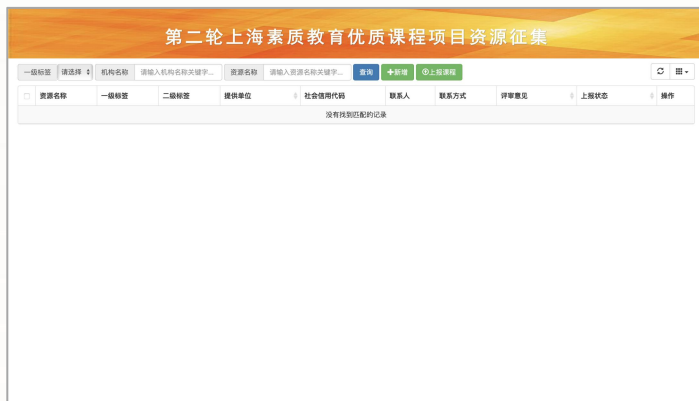 第二轮上海素质教育优质课程项目资源征集
一级标签 请选择 机构名称 请输入机构名称关键字... 资源名称 请输入资源名称关键字... 查询 新增 上报课程
资源名称 一级标签 二级标签 提供单位 社会信用代码 联系人 联系方式 评审意见 上报状态 操作
没有找到匹配的记录